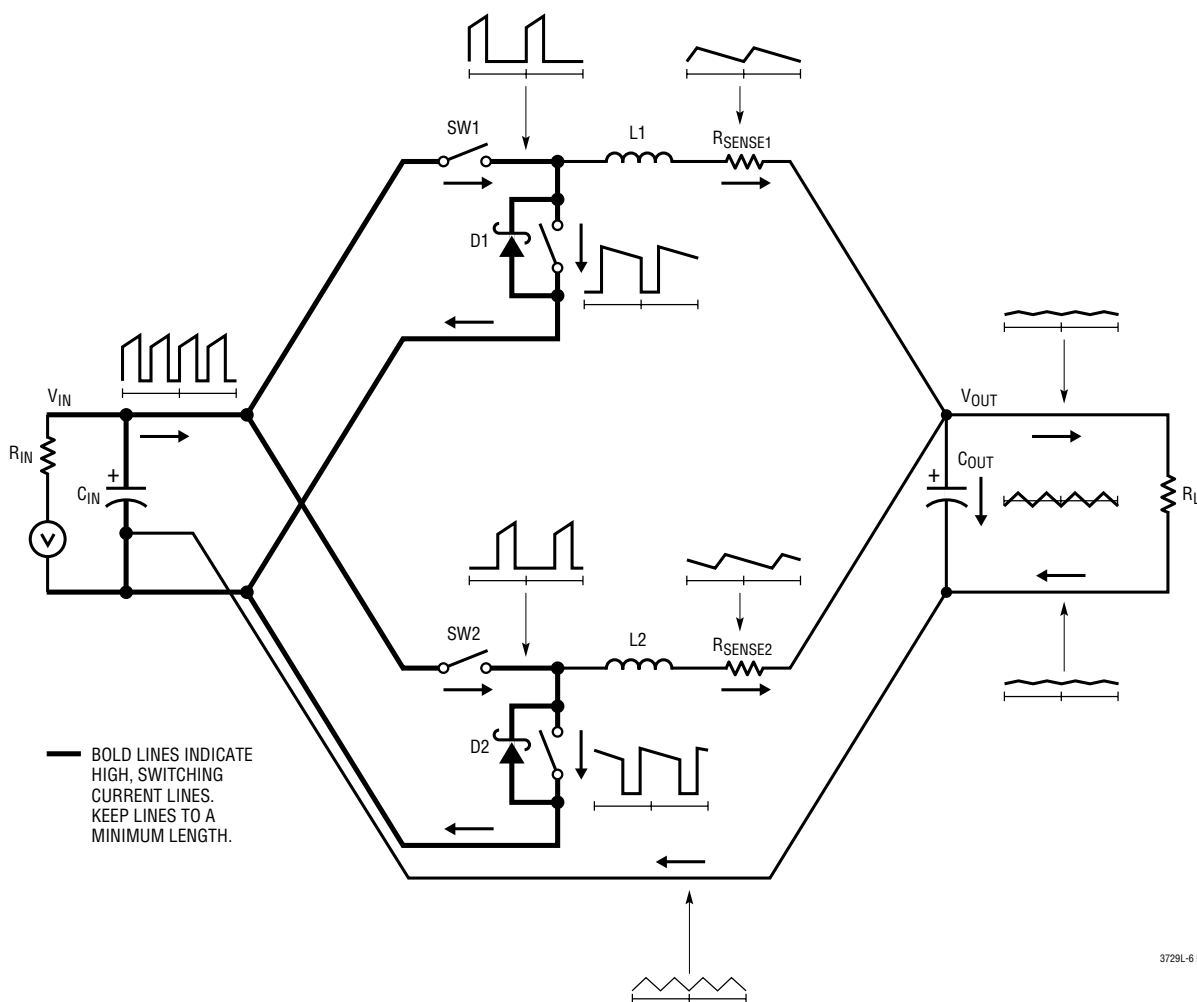 SW1
L1
RSENSE1
D1
VIN
RIN
+
CIN
V
VOUT
+
COUT
RL
SW2
L2
RSENSE2
D2
BOLD LINES INDICATE
HIGH, SWITCHING
CURRENT LINES.
KEEP LINES TO A
MINIMUM LENGTH.
3729L-6